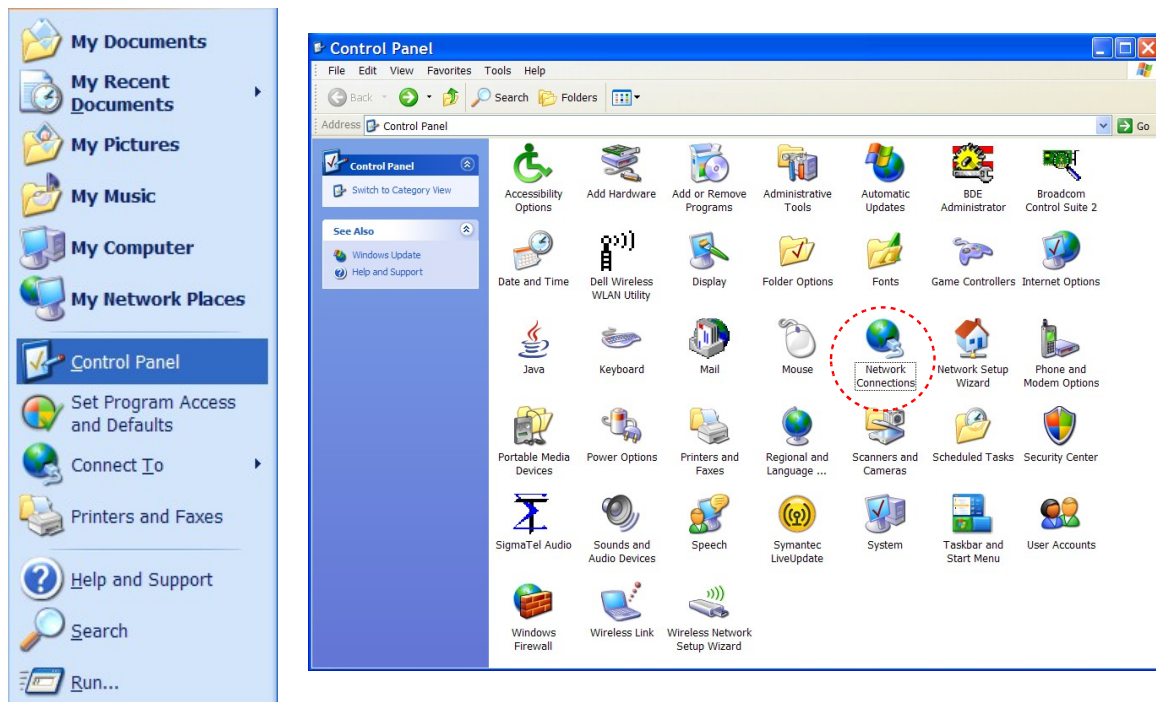 My Documents
My Recent
Documents
My Pictures
My Music
My Computer
My Network Places
Control Panel
Set Program Access
and Defaults
Connect To
Printers and Faxes
Help and Support
Search
Run...
Control Panel
File Edit View Favorites Tools Help
Back Search Folders
Address Control Panel Go
Control Panel
Switch to Category View
See Also
Windows Update
Help and Support
Accessibility
Options
Add Hardware
Add or Remove
Programs
Administrative
Tools
Automatic
Updates
BDE
Administrator
Broadcom
Control Suite 2
Date and Time
Dell Wireless
WLAN Utility
Display
Folder Options
Fonts
Game Controllers
Internet Options
Java
Keyboard
Mail
Mouse
Network
Connections
Network Setup
Wizard
Phone and
Modem Options
Portable Media
Devices
Power Options
Printers and
Faxes
Regional and
Language ...
Scanners and
Cameras
Scheduled Tasks
Security Center
SigmaTel Audio
Sounds and
Audio Devices
Speech
Symantec
LiveUpdate
System
Taskbar and
Start Menu
User Accounts
Windows
Firewall
Wireless Link
Wireless Network
Setup Wizard